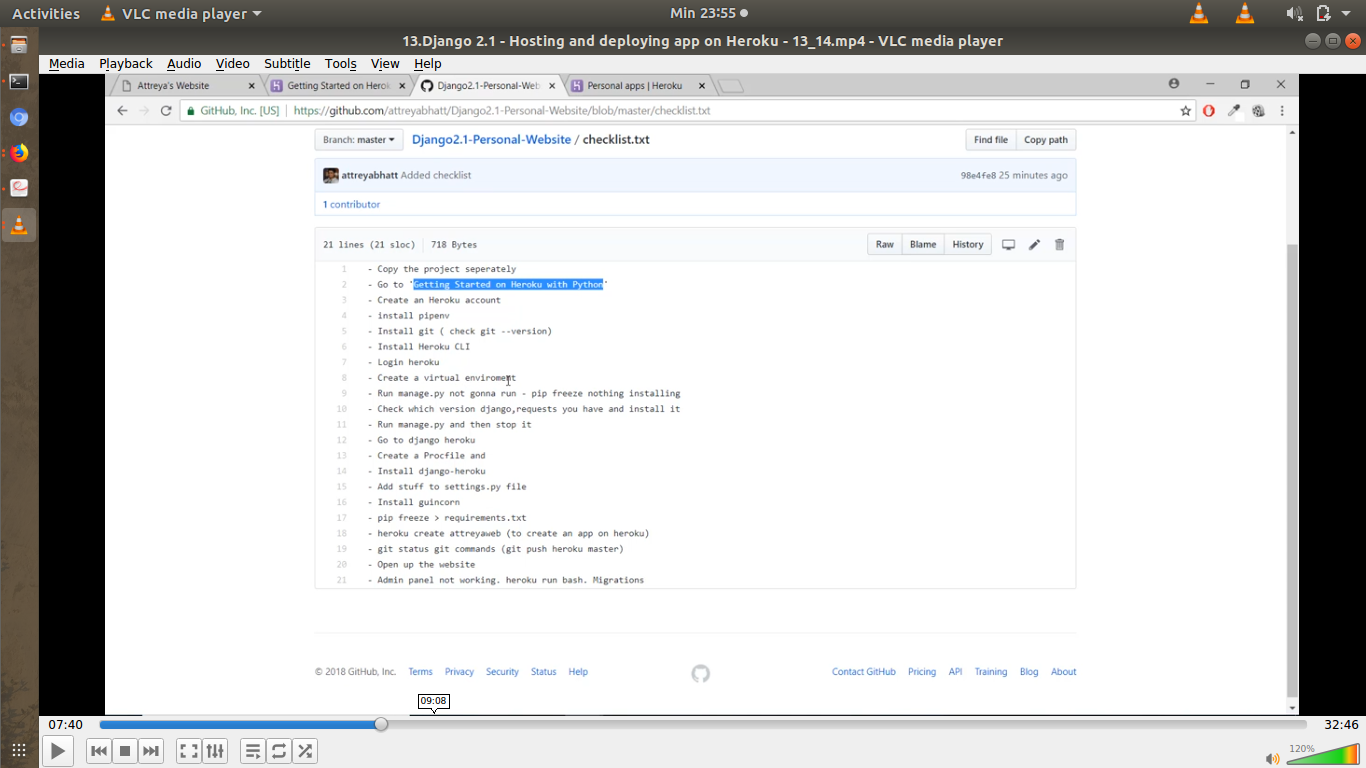 Activities VLC media player Min 23:55
13.Django 2.1 - Hosting and deploying app on Heroku - 13_14.mp4 - VLC media player
Media Playback Audio Video Subtitle Tools View Help
Attreya's Website Getting Started on Herok Django2.1-Personal-Web Personal apps | Heroku
GitHub, Inc. [US] https://github.com/attreyabhatt/Django2.1-Personal-Website/blob/master/checklist.txt
Branch: master Django2.1-Personal-Website / checklist.txt Find file Copy path
attreyabhatt Added checklist 98e4fe8 25 minutes ago
1 contributor
21 lines (21 sloc) 718 Bytes Raw Blame History
1 - Copy the project seperately
2 - Go to `Getting Started on Heroku with Python`
3 - Create an Heroku account
4 - install pipenv
5 - Install git ( check git --version)
6 - Install Heroku CLI
7 - Login heroku
8 - Create a virtual enviroment
9 - Run manage.py not gonna run - pip freeze nothing installing
10 - Check which version django,requests you have and install it
11 - Run manage.py and then stop it
12 - Go to django heroku
13 - Create a Procfile and
14 - Install django-heroku
15 - Add stuff to settings.py file
16 - Install guincorn
17 - pip freeze > requirements.txt
18 - heroku create attreyaweb (to create an app on heroku)
19 - git status git commands (git push heroku master)
20 - Open up the website
21 - Admin panel not working. heroku run bash. Migrations
© 2018 GitHub, Inc. Terms Privacy Security Status Help Contact GitHub Pricing API Training Blog About
09:08
07:40 32:46
120%